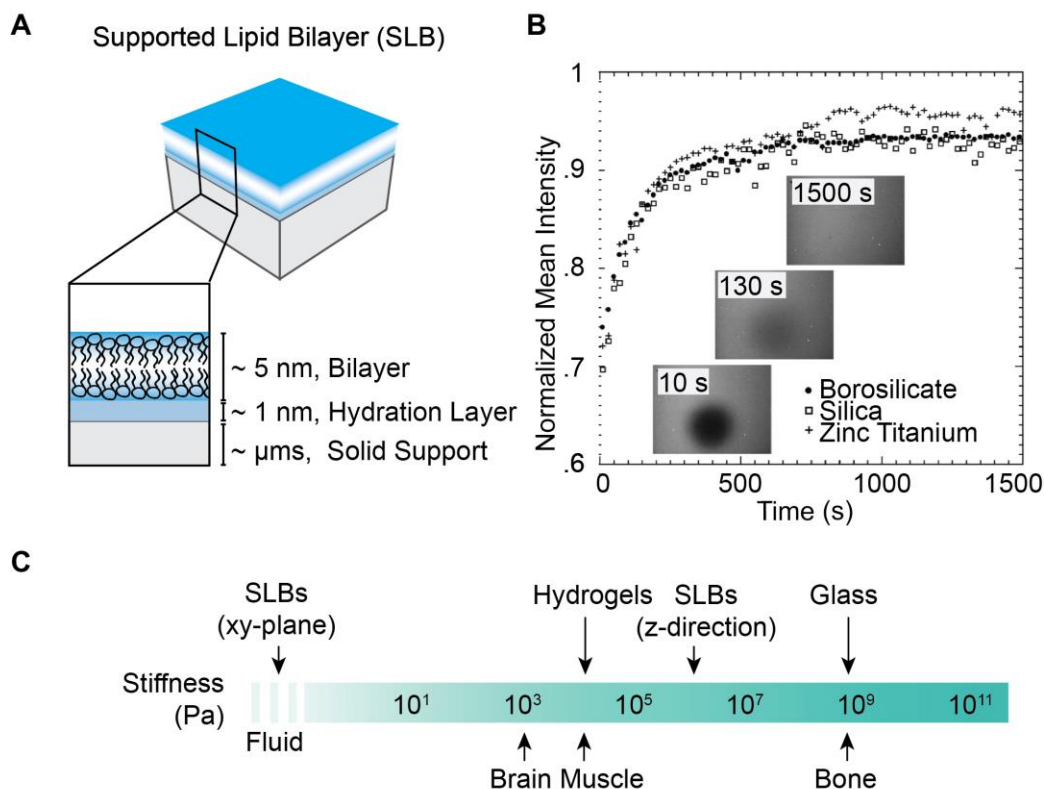 A
Supported Lipid Bilayer (SLB)
~ 5 nm, Bilayer
~ 1 nm, Hydration Layer
~ μms, Solid Support
B
Normalized Mean Intensity
1
.9
.8
.7
.6
1500 s
130 s
10 s
Borosilicate
Silica
Zinc Titanium
0
500
1000
1500
Time (s)
C
SLBs
(xy-plane)
Hydrogels
SLBs
(z-direction)
Glass
Stiffness
(Pa)
10¹
10³
10⁵
10⁷
10⁹
10¹¹
Fluid
Brain
Muscle
Bone